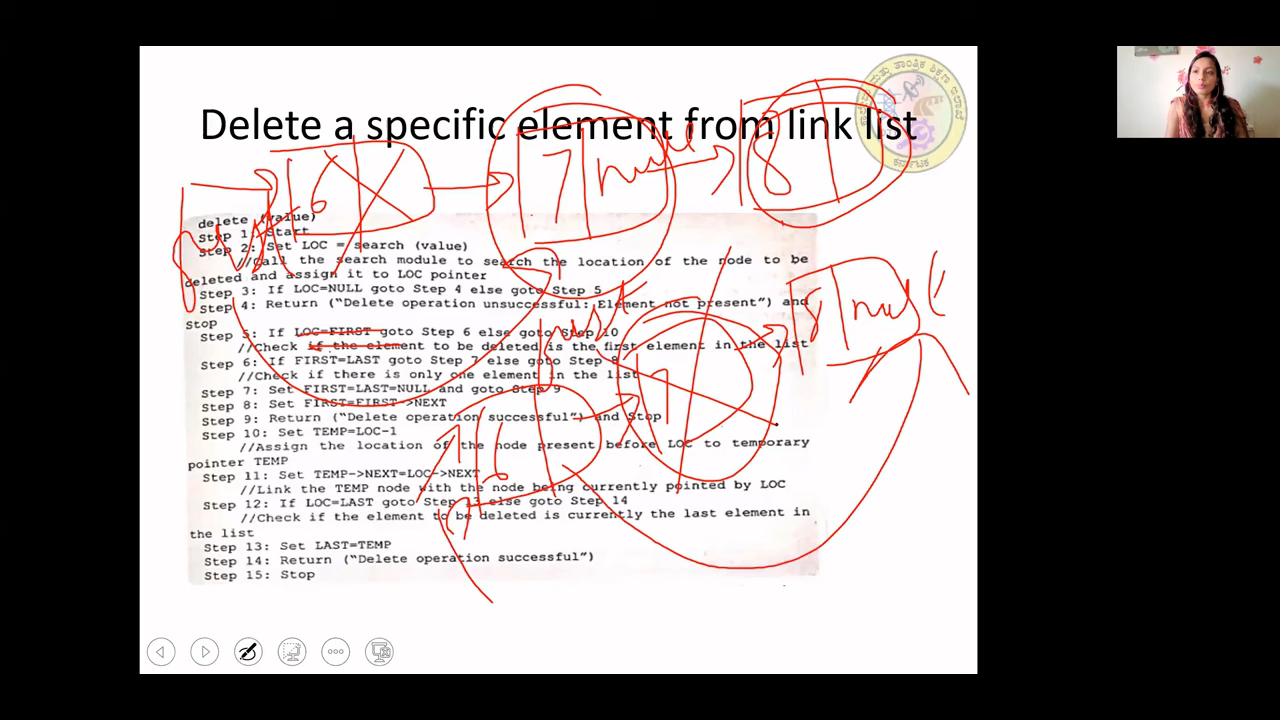 Delete a specific element from link list
first 6
7 null
8
delete (value)
Step 1: Start
Step 2: Set LOC = search (value)
//Call the search module to search the location of the node to be
deleted and assign it to LOC pointer
Step 3: If LOC=NULL goto Step 4 else goto Step 5
Step 4: Return ("Delete operation unsuccessful: Element not present") and
stop
Step 5: If LOC=FIRST goto Step 6 else goto Step 10
//Check if the element to be deleted is the first element in the list
Step 6: If FIRST=LAST goto Step 7 else goto Step 8
//Check if there is only one element in the list
Step 7: Set FIRST=LAST=NULL and goto Step 9
Step 8: Set FIRST=FIRST->NEXT
Step 9: Return ("Delete operation successful") and Stop
Step 10: Set TEMP=LOC-1
//Assign the location of the node present before LOC to temporary
pointer TEMP
Step 11: Set TEMP->NEXT=LOC->NEXT
//Link the TEMP node with the node being currently pointed by LOC
Step 12: If LOC=LAST goto Step 13 else goto Step 14
//Check if the element to be deleted is currently the last element in
the list
Step 13: Set LAST=TEMP
Step 14: Return ("Delete operation successful")
Step 15: Stop
6
7
8 null
ಕರ್ನಾಟಕ